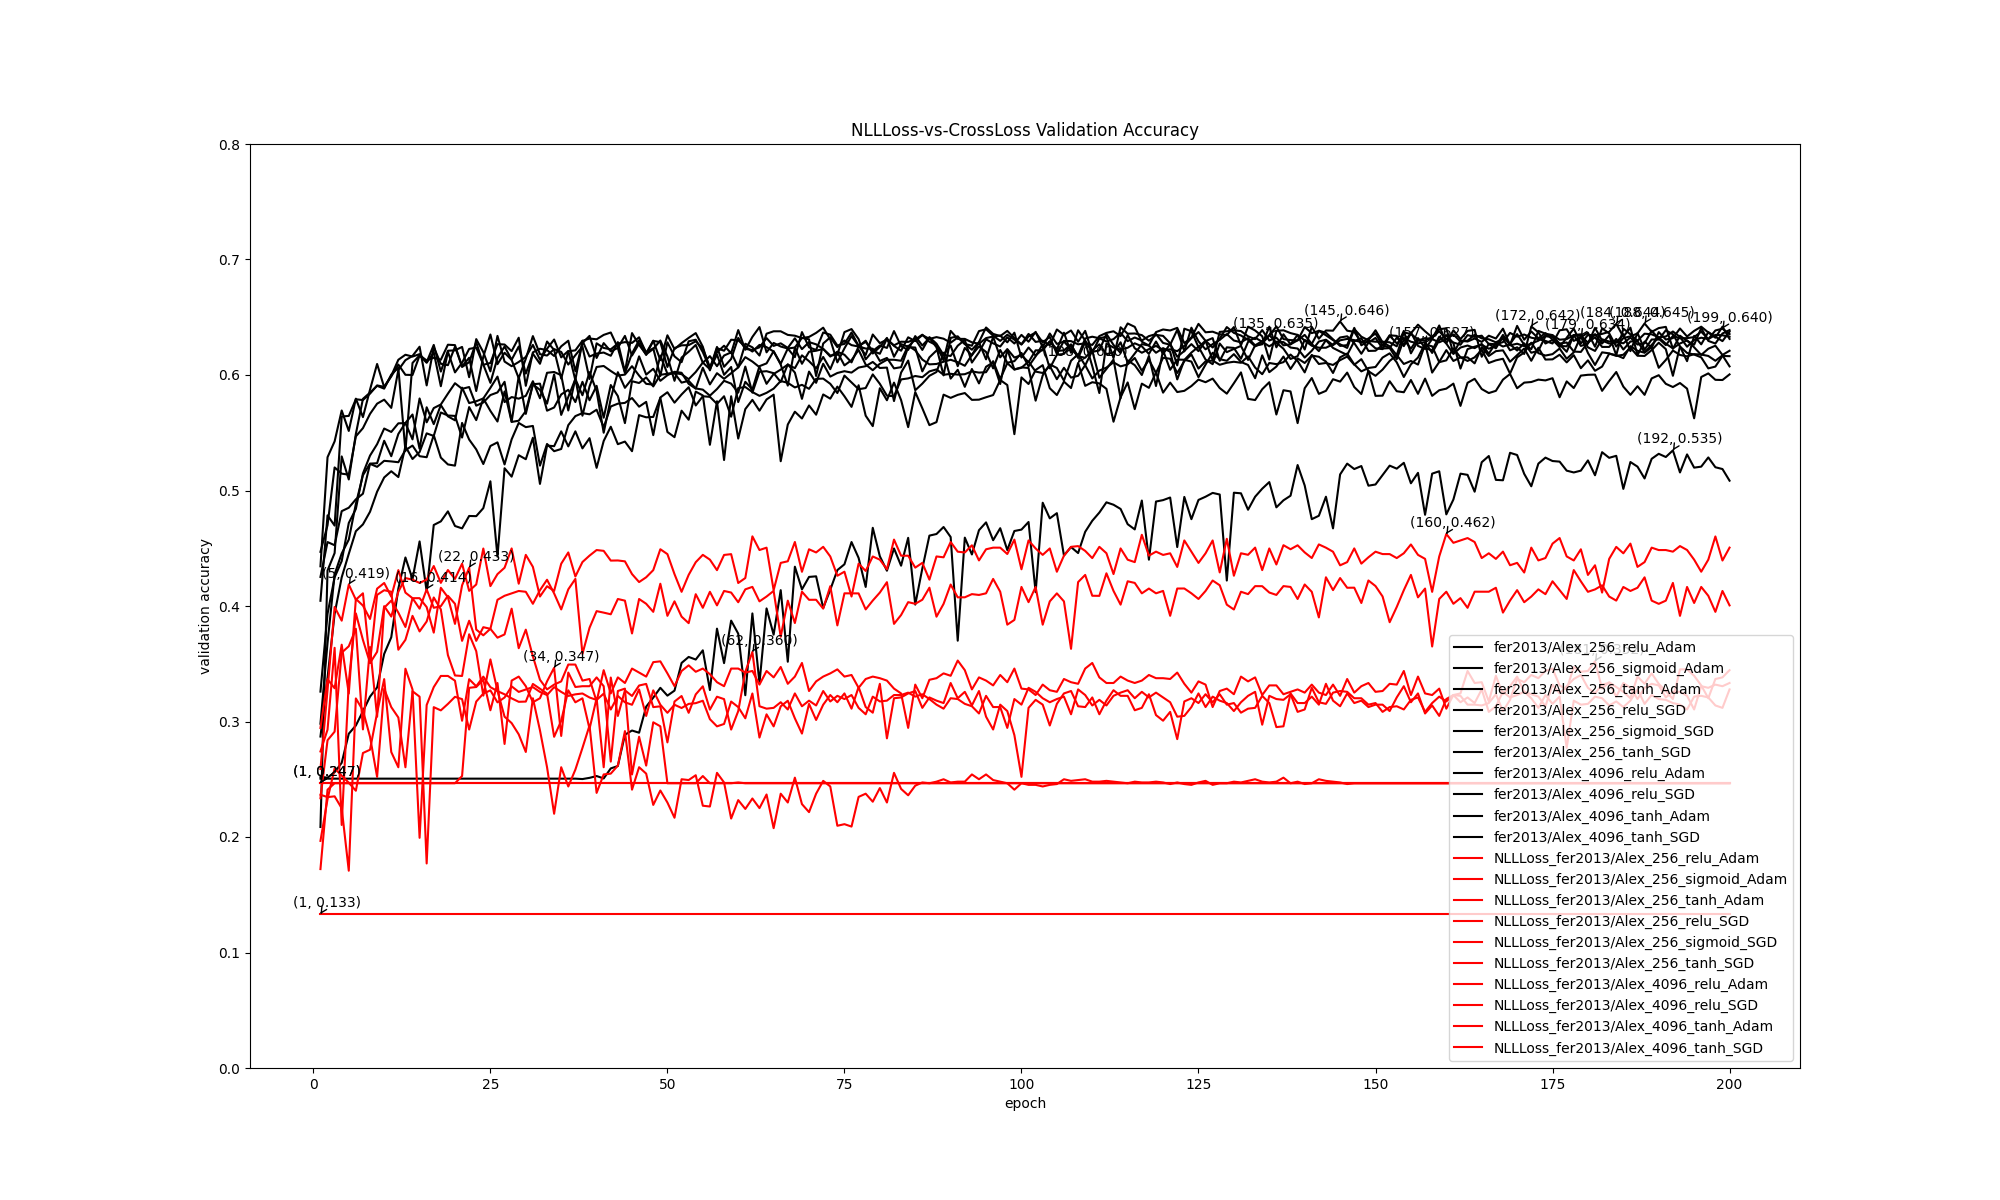 NLLLoss-vs-CrossLoss Validation Accuracy
0.8
0.7
0.6
0.5
0.4
0.3
0.2
0.1
0.0
validation accuracy
(145, 0.646)
(135, 0.635)
(172, 0.642)
(179, 0.634)
(199, 0.640)
(157, 0.627)
(192, 0.535)
(160, 0.462)
(22, 0.433)
(5, 0.419)
(16, 0.414)
(62, 0.360)
(34, 0.347)
(1, 0.247)
(1, 0.133)
fer2013/Alex_256_relu_Adam
fer2013/Alex_256_sigmoid_Adam
fer2013/Alex_256_tanh_Adam
fer2013/Alex_256_relu_SGD
fer2013/Alex_256_sigmoid_SGD
fer2013/Alex_256_tanh_SGD
fer2013/Alex_4096_relu_Adam
fer2013/Alex_4096_relu_SGD
fer2013/Alex_4096_tanh_Adam
fer2013/Alex_4096_tanh_SGD
NLLLoss_fer2013/Alex_256_relu_Adam
NLLLoss_fer2013/Alex_256_sigmoid_Adam
NLLLoss_fer2013/Alex_256_tanh_Adam
NLLLoss_fer2013/Alex_256_relu_SGD
NLLLoss_fer2013/Alex_256_sigmoid_SGD
NLLLoss_fer2013/Alex_256_tanh_SGD
NLLLoss_fer2013/Alex_4096_relu_Adam
NLLLoss_fer2013/Alex_4096_relu_SGD
NLLLoss_fer2013/Alex_4096_tanh_Adam
NLLLoss_fer2013/Alex_4096_tanh_SGD
0 25 50 75 100 125 150 175 200
epoch